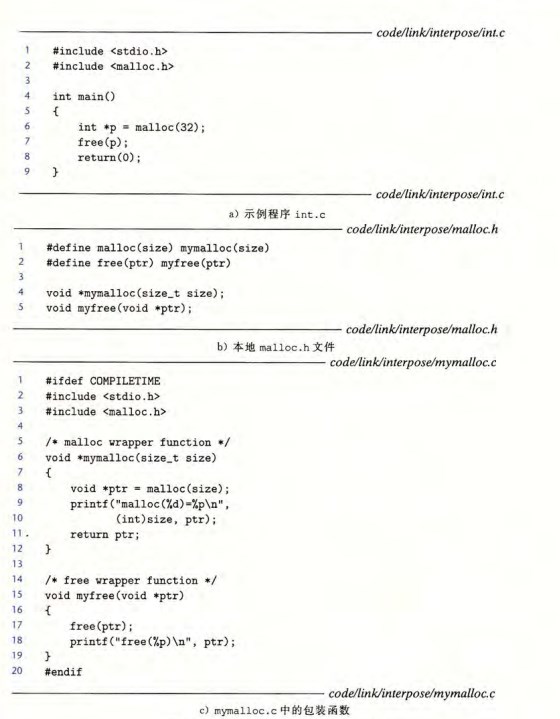 code/link/interpose/int.c
1 #include <stdio.h>
2 #include <malloc.h>
3
4 int main()
5 {
6     int *p = malloc(32);
7     free(p);
8     return(0);
9 }
code/link/interpose/int.c
a) 示例程序 int.c
code/link/interpose/malloc.h
1 #define malloc(size) mymalloc(size)
2 #define free(ptr) myfree(ptr)
3
4 void *mymalloc(size_t size);
5 void myfree(void *ptr);
code/link/interpose/malloc.h
b) 本地 malloc.h 文件
code/link/interpose/mymalloc.c
1 #ifdef COMPILETIME
2 #include <stdio.h>
3 #include <malloc.h>
4
5 /* malloc wrapper function */
6 void *mymalloc(size_t size)
7 {
8     void *ptr = malloc(size);
9     printf("malloc(%d)=%p\n",
10            (int)size, ptr);
11     return ptr;
12 }
13
14 /* free wrapper function */
15 void myfree(void *ptr)
16 {
17     free(ptr);
18     printf("free(%p)\n", ptr);
19 }
20 #endif
code/link/interpose/mymalloc.c
c) mymalloc.c 中的包装函数